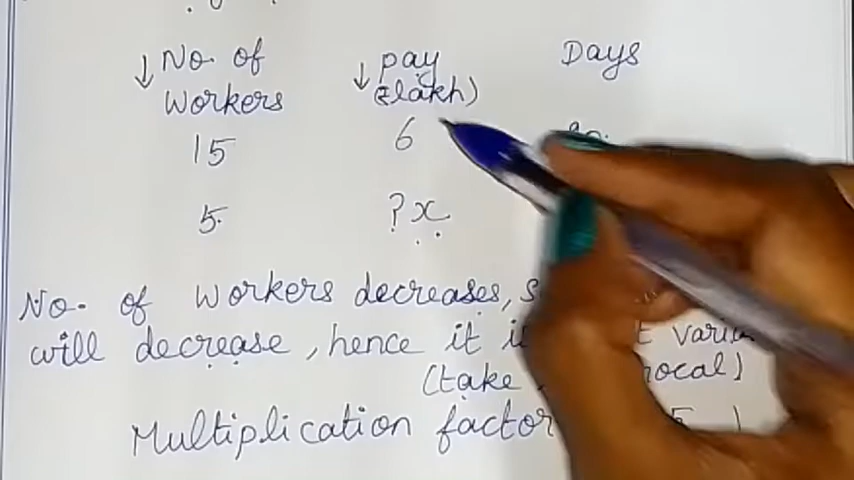 No. of pay Days
Workers (₹lakh)
15 6
5 ?x
No. of workers decreases,
will decrease, hence it
(take
Multiplication factor